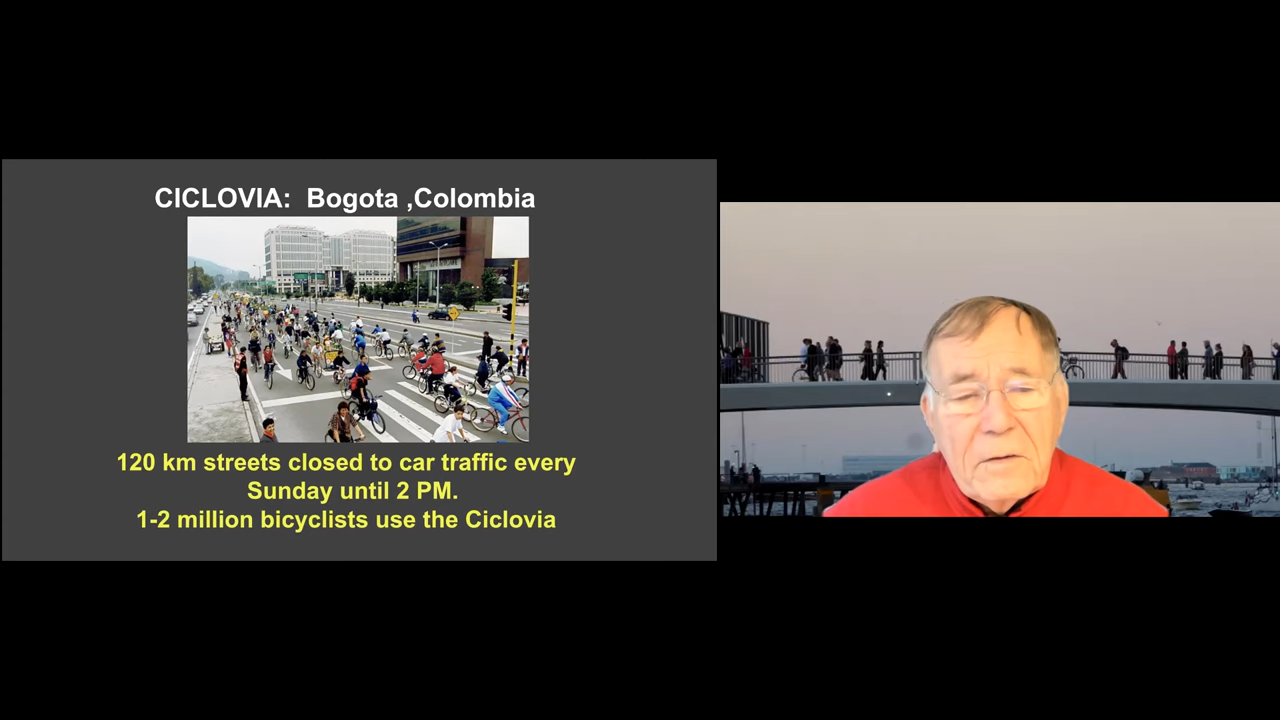 CICLOVIA: Bogota ,Colombia
120 km streets closed to car traffic every
Sunday until 2 PM.
1-2 million bicyclists use the Ciclovia